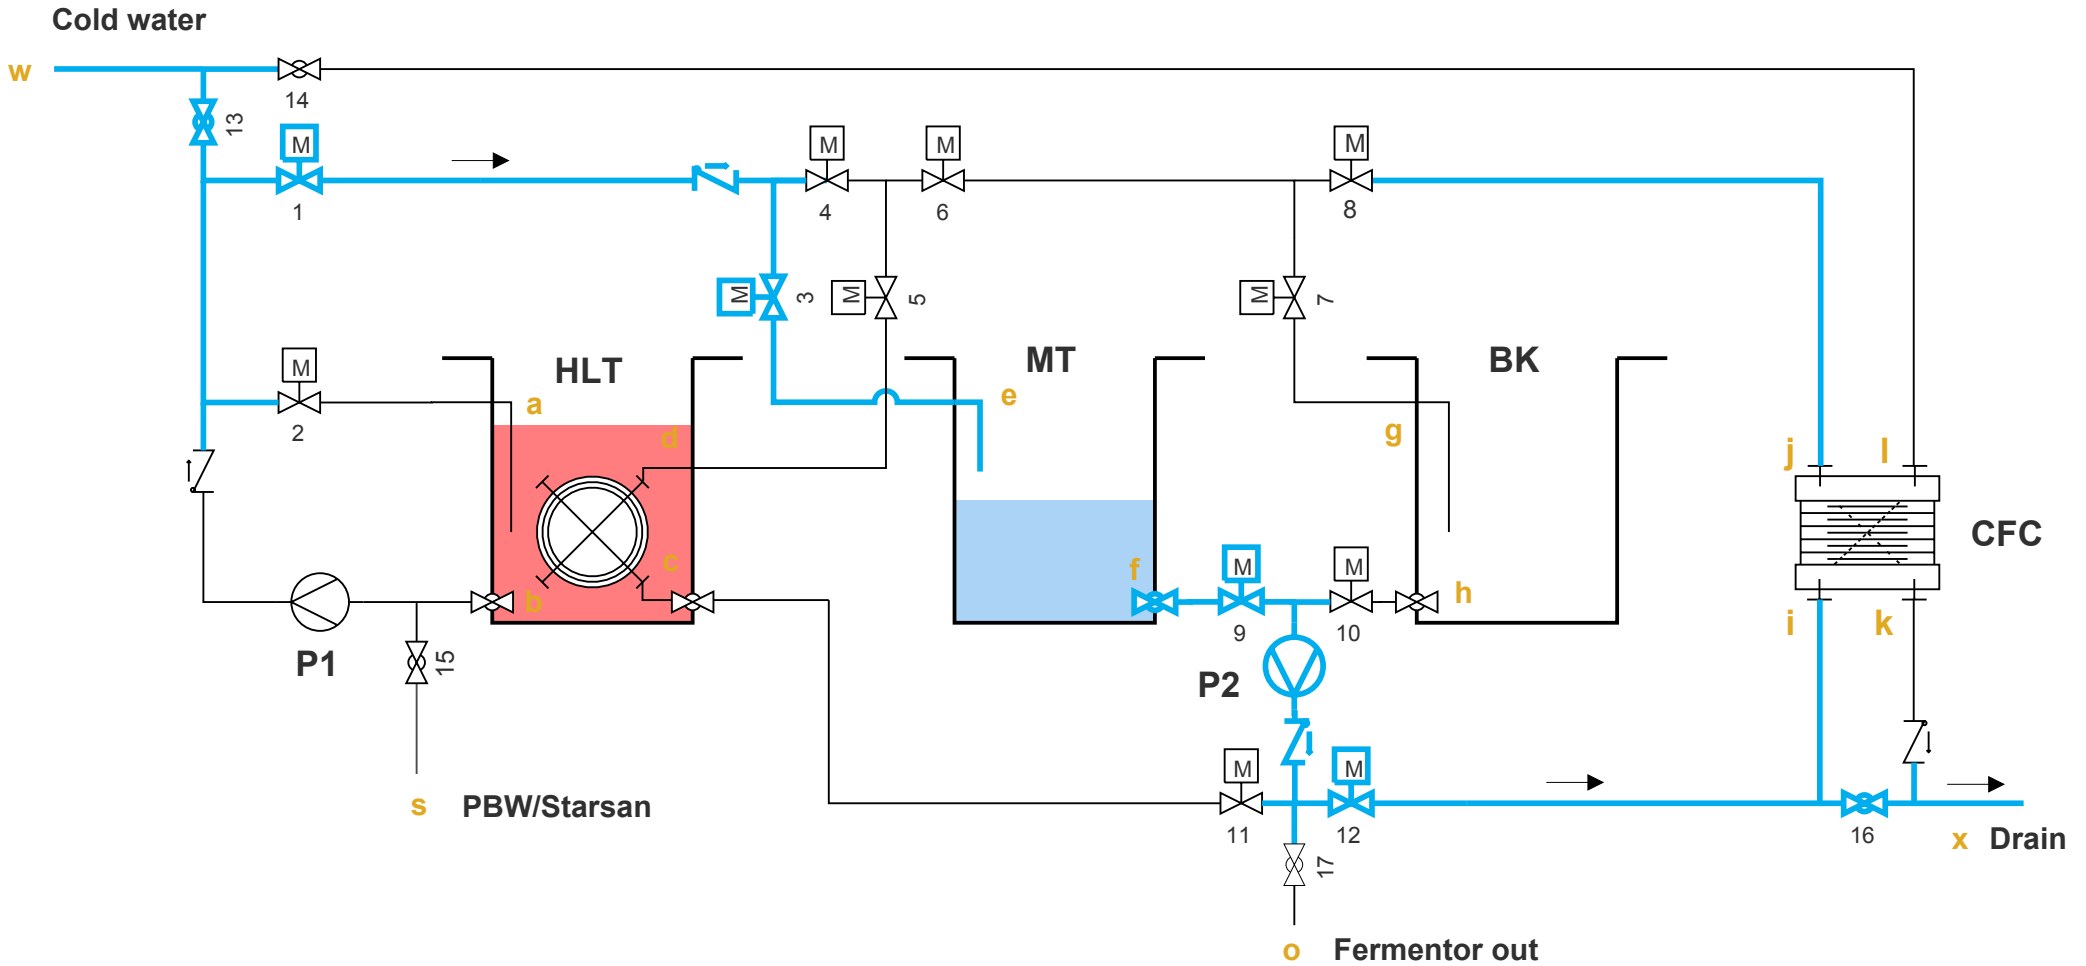 Cold water
w
14
13
M
1
M
4
M
6
M
8
M
3
M
5
M
7
M
2
HLT
MT
BK
a
d
e
g
j
l
CFC
c
b
f
M
9
M
10
h
i
k
P1
15
P2
s
PBW/Starsan
M
11
M
12
16
17
x
Drain
o
Fermentor out